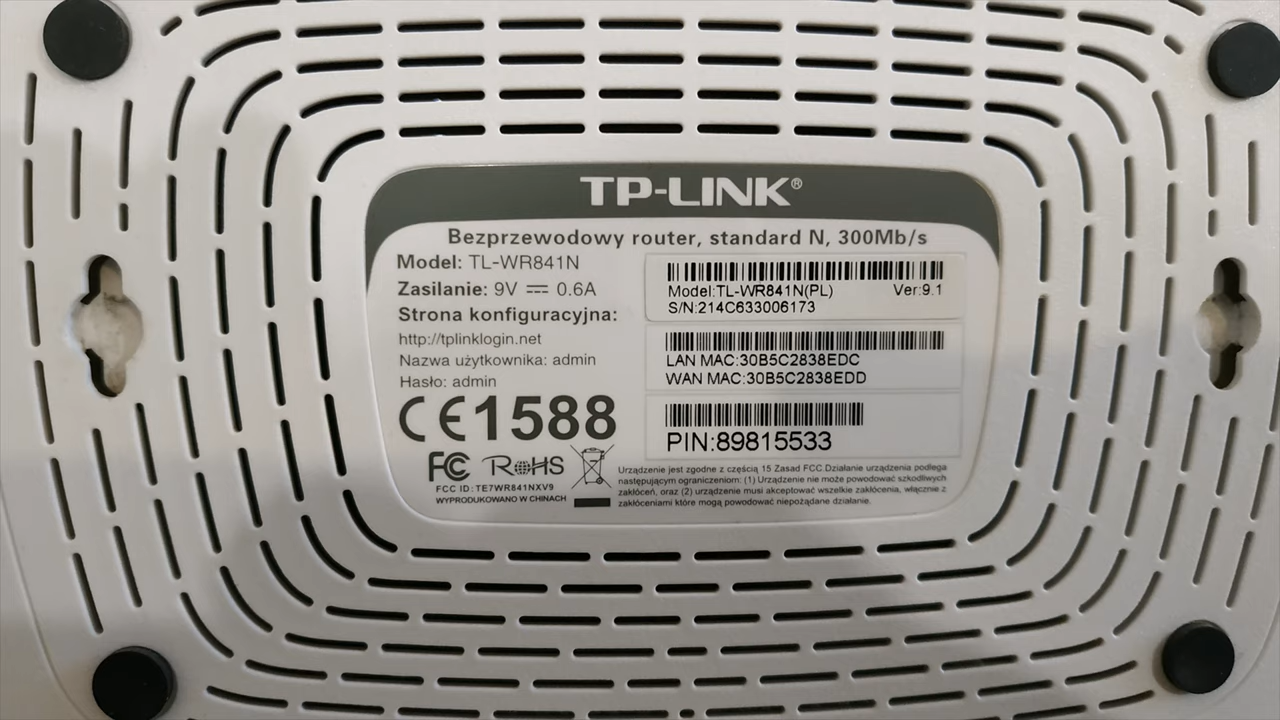 TP-LINK®
Bezprzewodowy router, standard N, 300Mb/s
Model: TL-WR841N
Zasilanie: 9V 0.6A
Strona konfiguracyjna:
http://tplinklogin.net
Nazwa użytkownika: admin
Hasło: admin
CE1588
FC RoHS
FCC ID: TE7WR841NXV9
WYPRODUKOWANO W CHINACH
Model:TL-WR841N(PL) Ver:9.1
S/N:214C633006173
LAN MAC:30B5C2838EDC
WAN MAC:30B5C2838EDD
PIN:89815533
Urządzenie jest zgodne z częścią 15 Zasad FCC.Działanie urządzenia podlega
następującym ograniczeniom: (1) Urządzenie nie może powodować szkodliwych
zakłóceń, oraz (2) urządzenie musi akceptować wszelkie zakłócenia, włącznie z
zakłóceniami które mogą powodować niepożądane działanie.